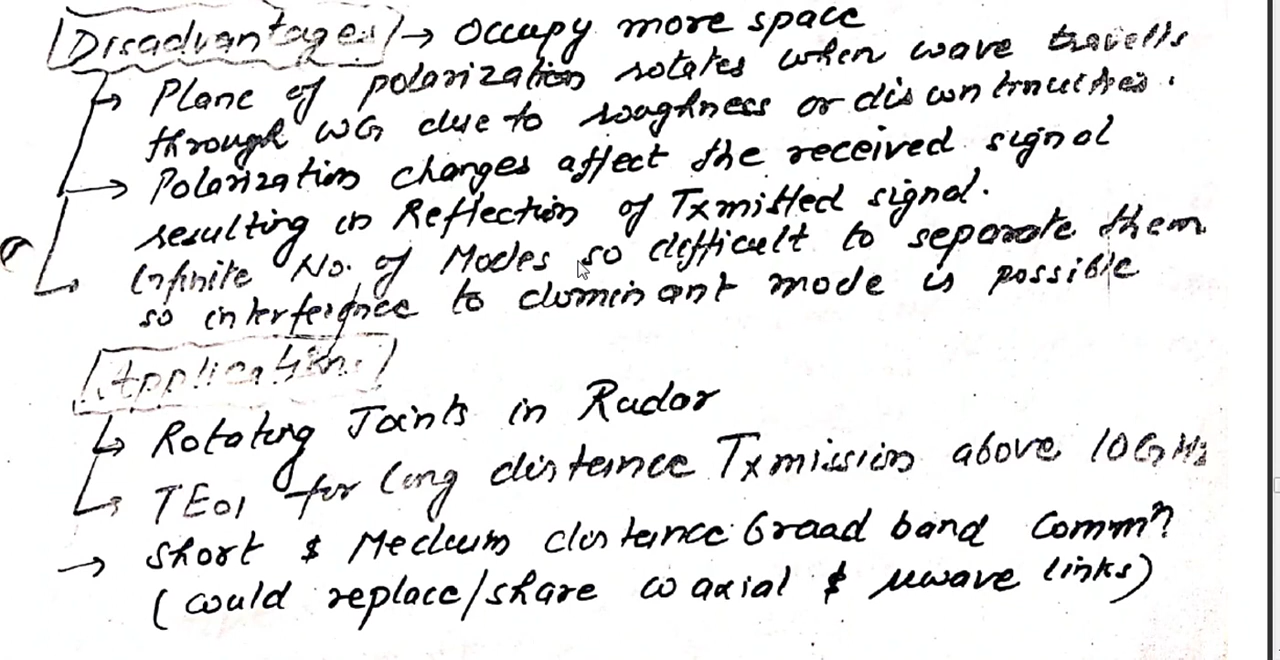 Disadvantages → Occupy more space
→ Plane of polarization rotates when wave travells
through WG due to roughness or discontinuities.
→ Polarization changes affect the received signal
resulting in Reflection of Txmitted signal.
→ Infinite No. of Modes so difficult to separate them
so interference to dominant mode is possible
Application
→ Rotating Joints in Radar
→ TE01 for long distance Txmission above 10GHz
→ Short & Medium distance broad band Commⁿ
(could replace/share coaxial & μwave links)